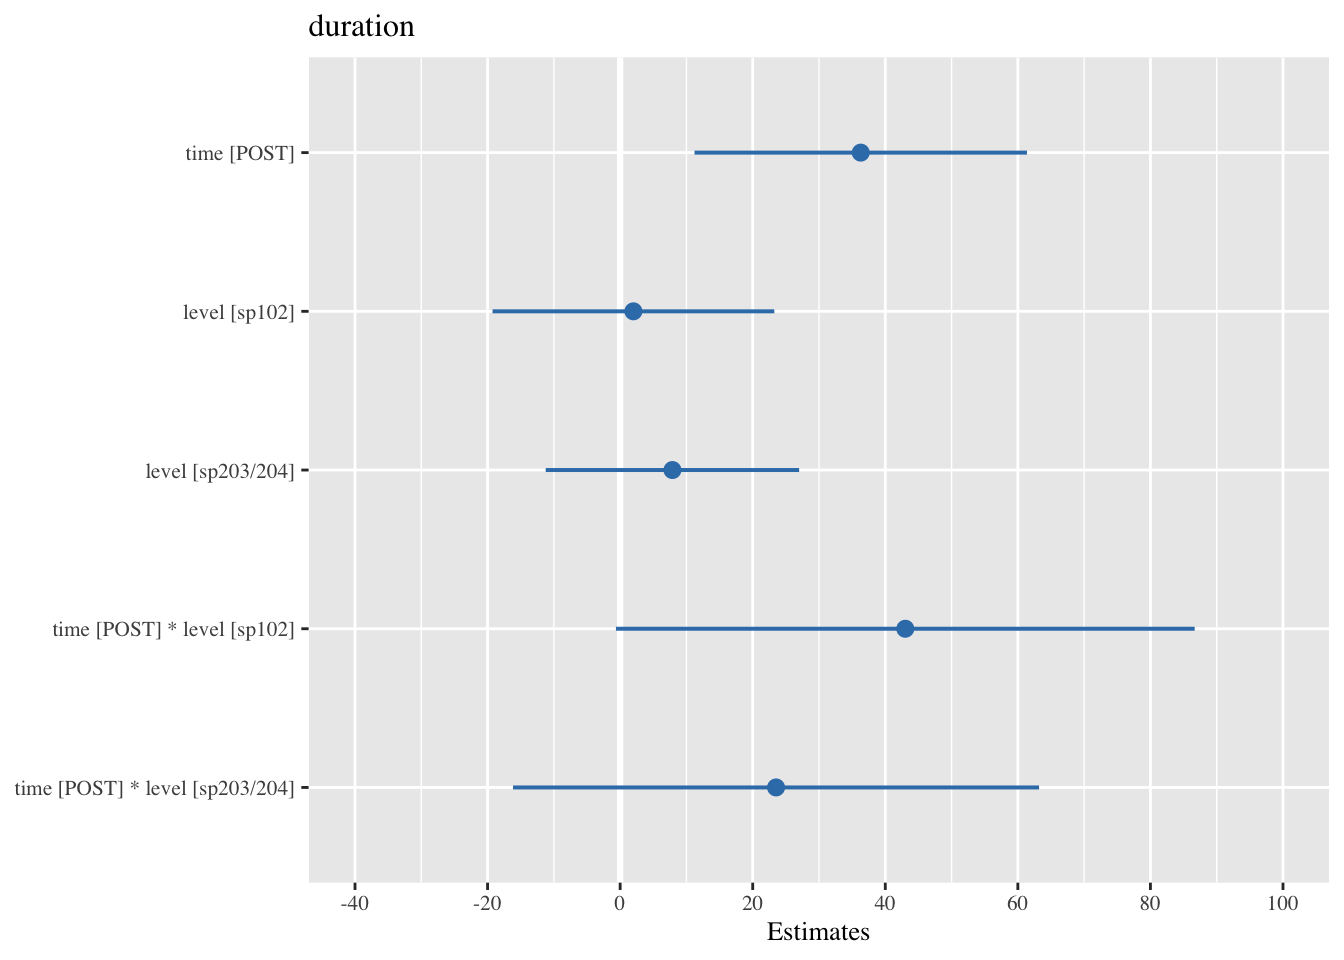 duration
time [POST]
level [sp102]
level [sp203/204]
time [POST] * level [sp102]
time [POST] * level [sp203/204]
-40 -20 0 20 40 60 80 100
Estimates